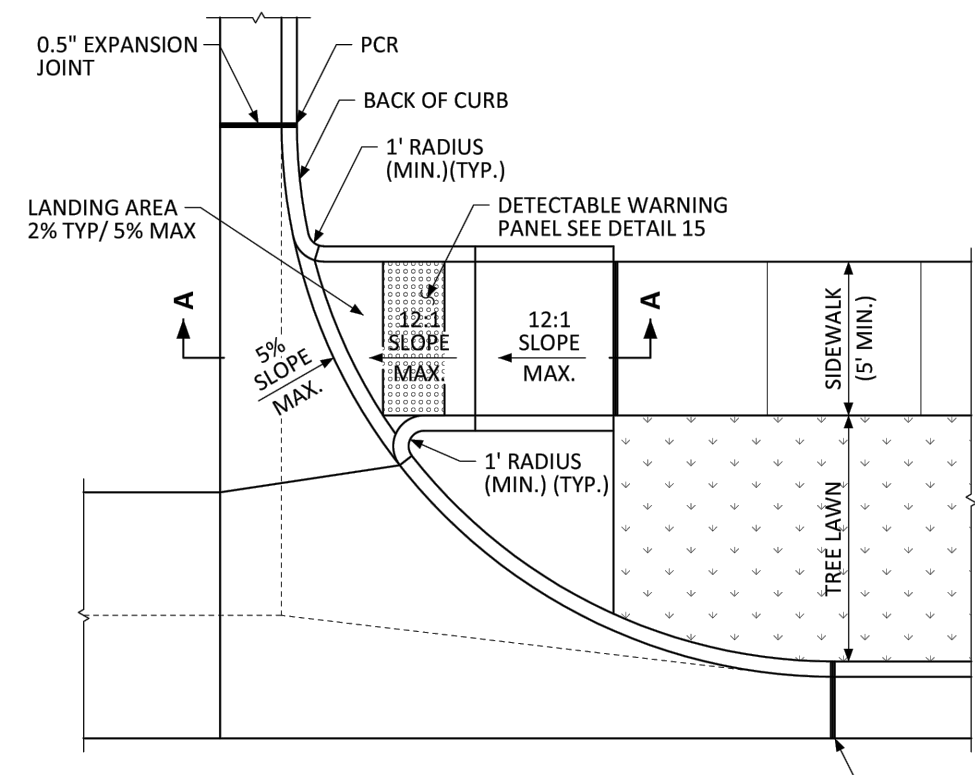 0.5" EXPANSION
JOINT
PCR
BACK OF CURB
1' RADIUS
(MIN.)(TYP.)
LANDING AREA
2% TYP/ 5% MAX
DETECTABLE WARNING
PANEL SEE DETAIL 15
A
A
12:1
SLOPE
MAX.
12:1
SLOPE
MAX.
SIDEWALK
(5' MIN.)
5%
SLOPE
MAX.
1' RADIUS
(MIN.) (TYP.)
TREE LAWN